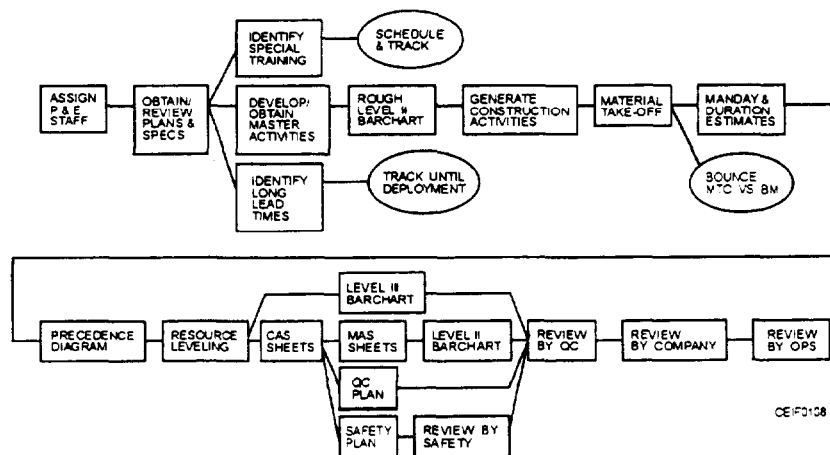 ASSIGN
P & E
STAFF
OBTAIN/
REVIEW
PLANS &
SPECS
IDENTIFY
SPECIAL
TRAINING
SCHEDULE
& TRACK
DEVELOP/
OBTAIN
MASTER
ACTIVITIES
ROUGH
LEVEL II
BARCHART
GENERATE
CONSTRUCTION
ACTIVITIES
MATERIAL
TAKE-OFF
MANDAY &
DURATION
ESTIMATES
IDENTIFY
LONG
LEAD
TIMES
TRACK UNTIL
DEPLOYMENT
BOUNCE
MTO VS BM
LEVEL III
BARCHART
PRECEDENCE
DIAGRAM
RESOURCE
LEVELING
CAS
SHEETS
MAS
SHEETS
LEVEL II
BARCHART
REVIEW
BY QC
REVIEW
BY COMPANY
REVIEW
BY OPS
QC
PLAN
SAFETY
PLAN
REVIEW BY
SAFETY